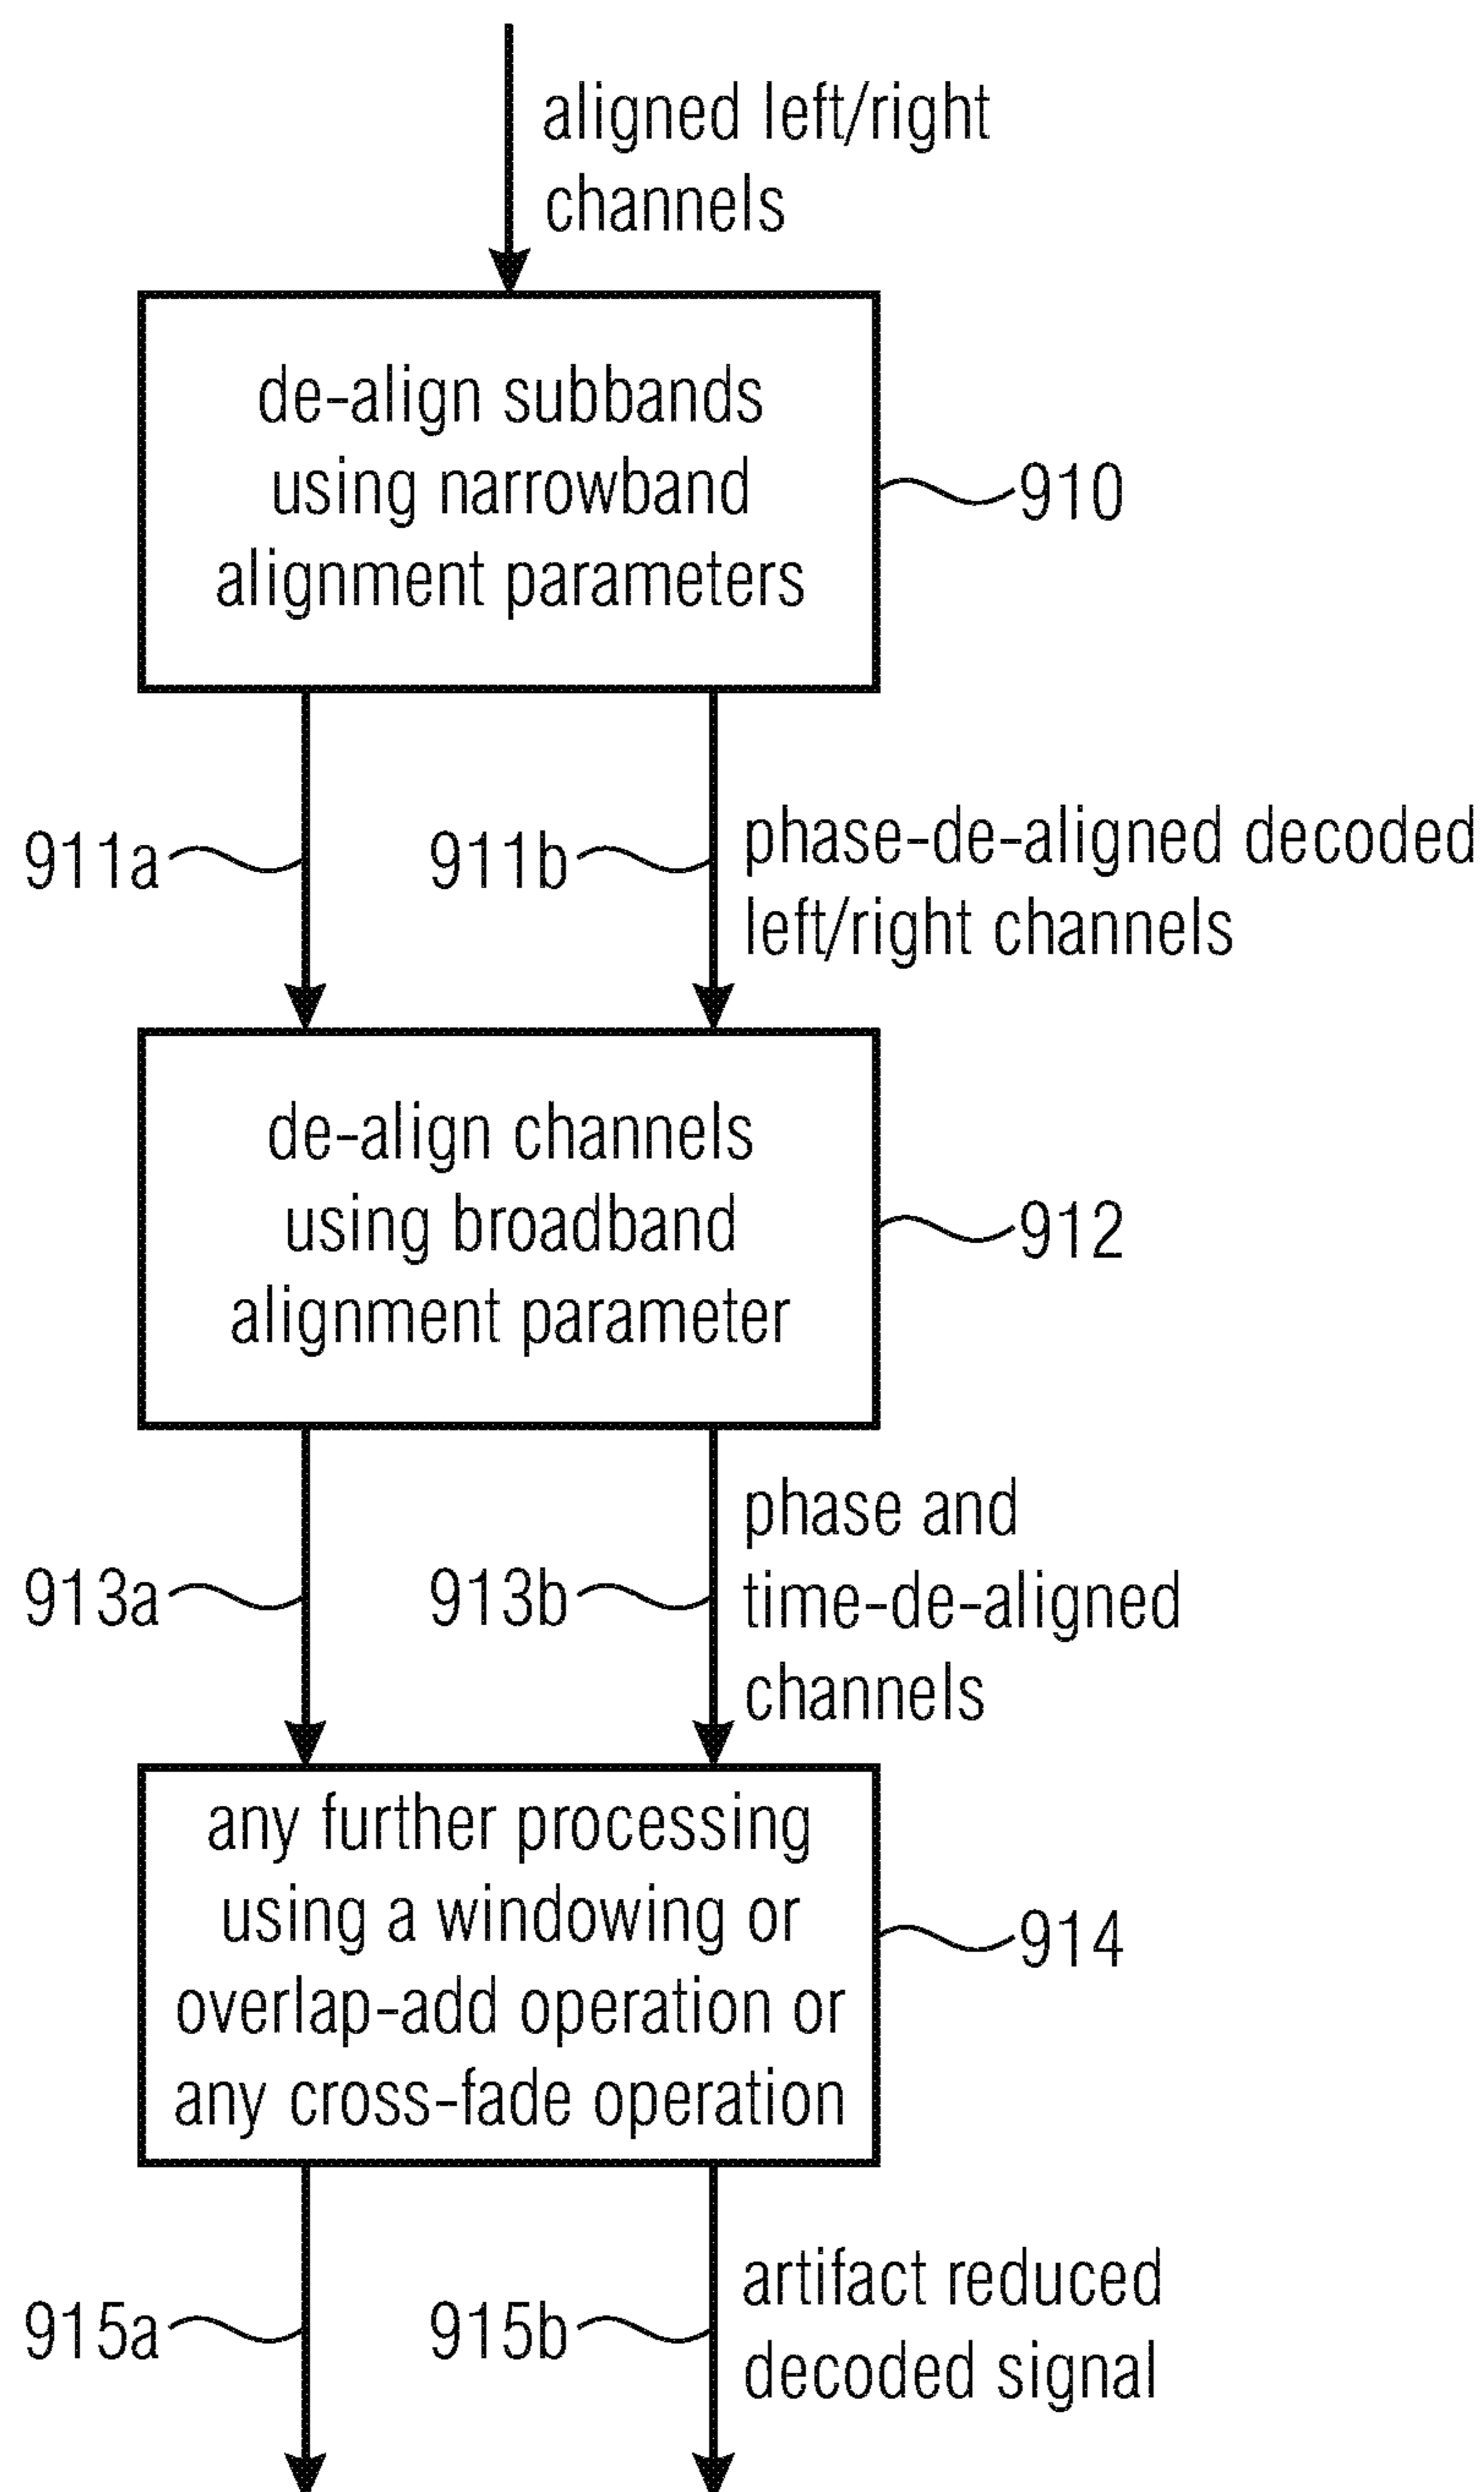 aligned left/right
channels
de-align subbands
using narrowband
alignment parameters
910
911a
911b
phase-de-aligned decoded
left/right channels
de-align channels
using broadband
alignment parameter
912
913a
913b
phase and
time-de-aligned
channels
any further processing
using a windowing or
overlap-add operation or
any cross-fade operation
914
915a
915b
artifact reduced
decoded signal